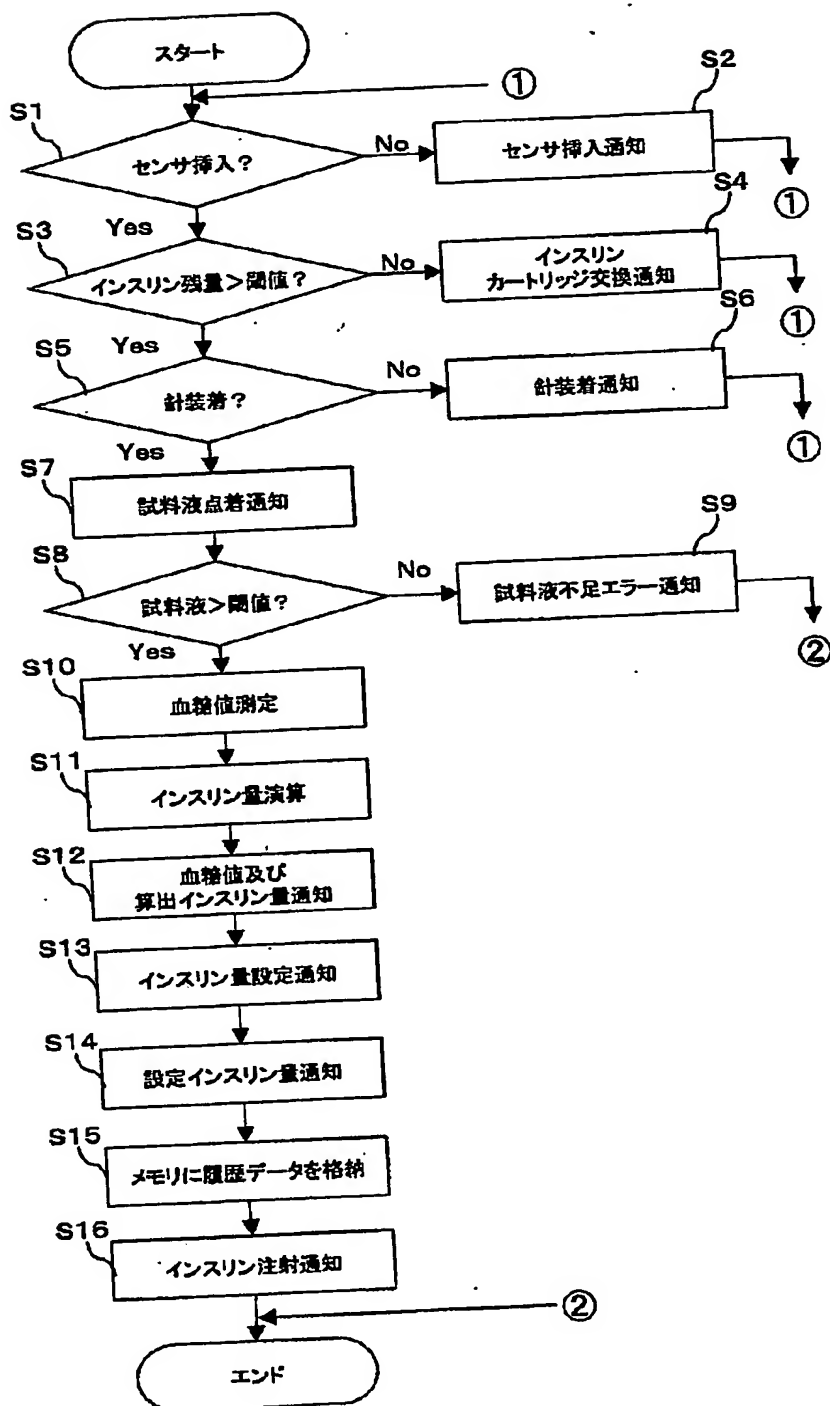 スタート
①
S1
センサ挿入?
No
S2
センサ挿入通知
①
Yes
S3
インスリン残量>閾値?
No
S4
インスリン
カートリッジ交換通知
①
Yes
S5
針装着?
No
S6
針装着通知
①
Yes
S7
試料液点着通知
S8
試料液>閾値?
No
S9
試料液不足エラー通知
②
Yes
S10
血糖値測定
S11
インスリン量演算
S12
血糖値及び
算出インスリン量通知
S13
インスリン量設定通知
S14
設定インスリン量通知
S15
メモリに履歴データを格納
S16
インスリン注射通知
②
エンド